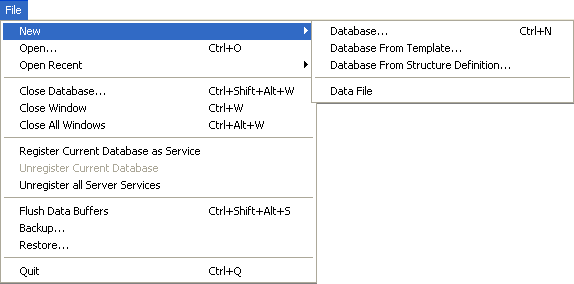 File
New
Database... Ctrl+N
Open... Ctrl+O
Database From Template...
Open Recent
Database From Structure Definition...
Close Database... Ctrl+Shift+Alt+W
Data File
Close Window Ctrl+W
Close All Windows Ctrl+Alt+W
Register Current Database as Service
Unregister Current Database
Unregister all Server Services
Flush Data Buffers Ctrl+Shift+Alt+S
Backup...
Restore...
Quit Ctrl+Q